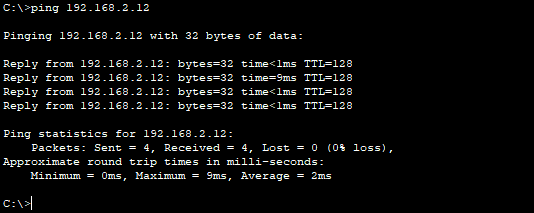 C:\>ping 192.168.2.12
Pinging 192.168.2.12 with 32 bytes of data:
Reply from 192.168.2.12: bytes=32 time<1ms TTL=128
Reply from 192.168.2.12: bytes=32 time=9ms TTL=128
Reply from 192.168.2.12: bytes=32 time<1ms TTL=128
Reply from 192.168.2.12: bytes=32 time<1ms TTL=128
Ping statistics for 192.168.2.12:
    Packets: Sent = 4, Received = 4, Lost = 0 (0% loss),
Approximate round trip times in milli-seconds:
    Minimum = 0ms, Maximum = 9ms, Average = 2ms
C:\>